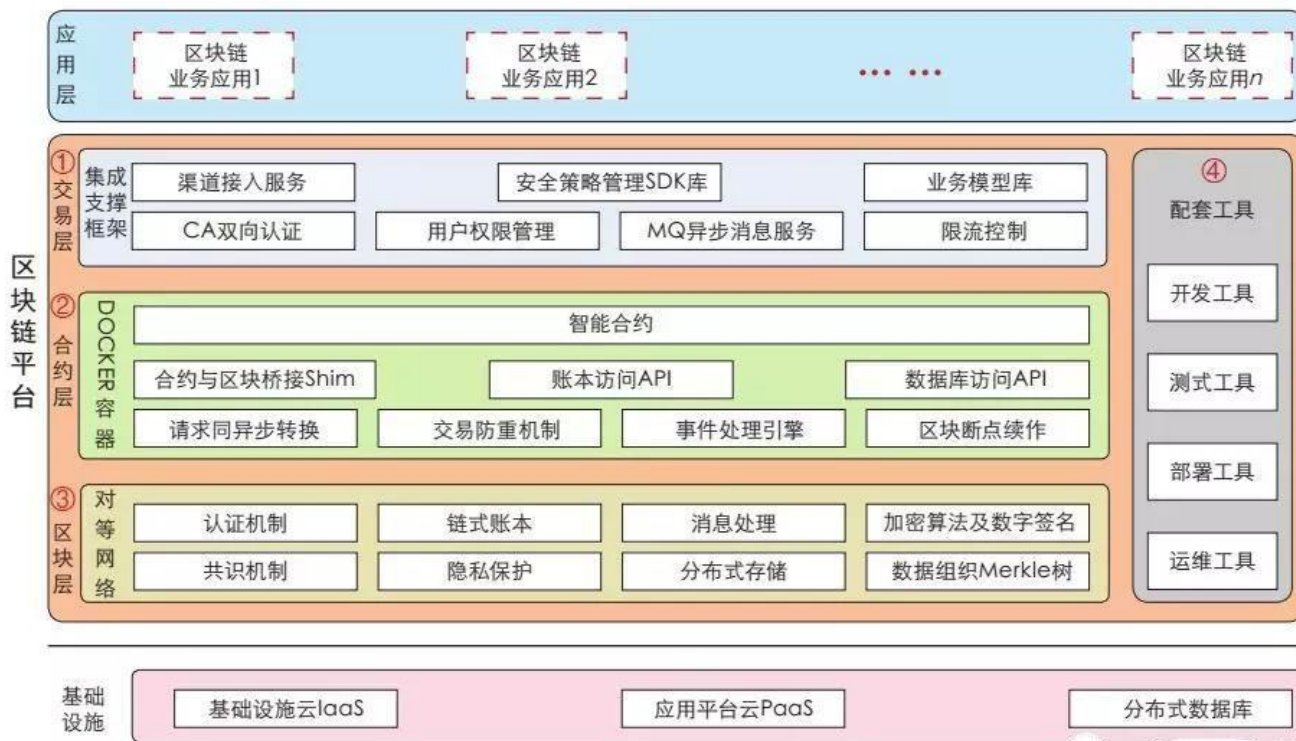 应用层
区块链
业务应用1
区块链
业务应用2
... ...
区块链
业务应用n
区块链平台
①交易层
集成支撑框架
渠道接入服务
安全策略管理SDK库
业务模型库
CA双向认证
用户权限管理
MQ异步消息服务
限流控制
②合约层
DOCKER容器
智能合约
合约与区块桥接Shim
账本访问API
数据库访问API
请求同异步转换
交易防重机制
事件处理引擎
区块断点续作
③区块层
对等网络
认证机制
链式账本
消息处理
加密算法及数字签名
共识机制
隐私保护
分布式存储
数据组织Merkle树
④
配套工具
开发工具
测式工具
部署工具
运维工具
基础
设施
基础设施云IaaS
应用平台云PaaS
分布式数据库